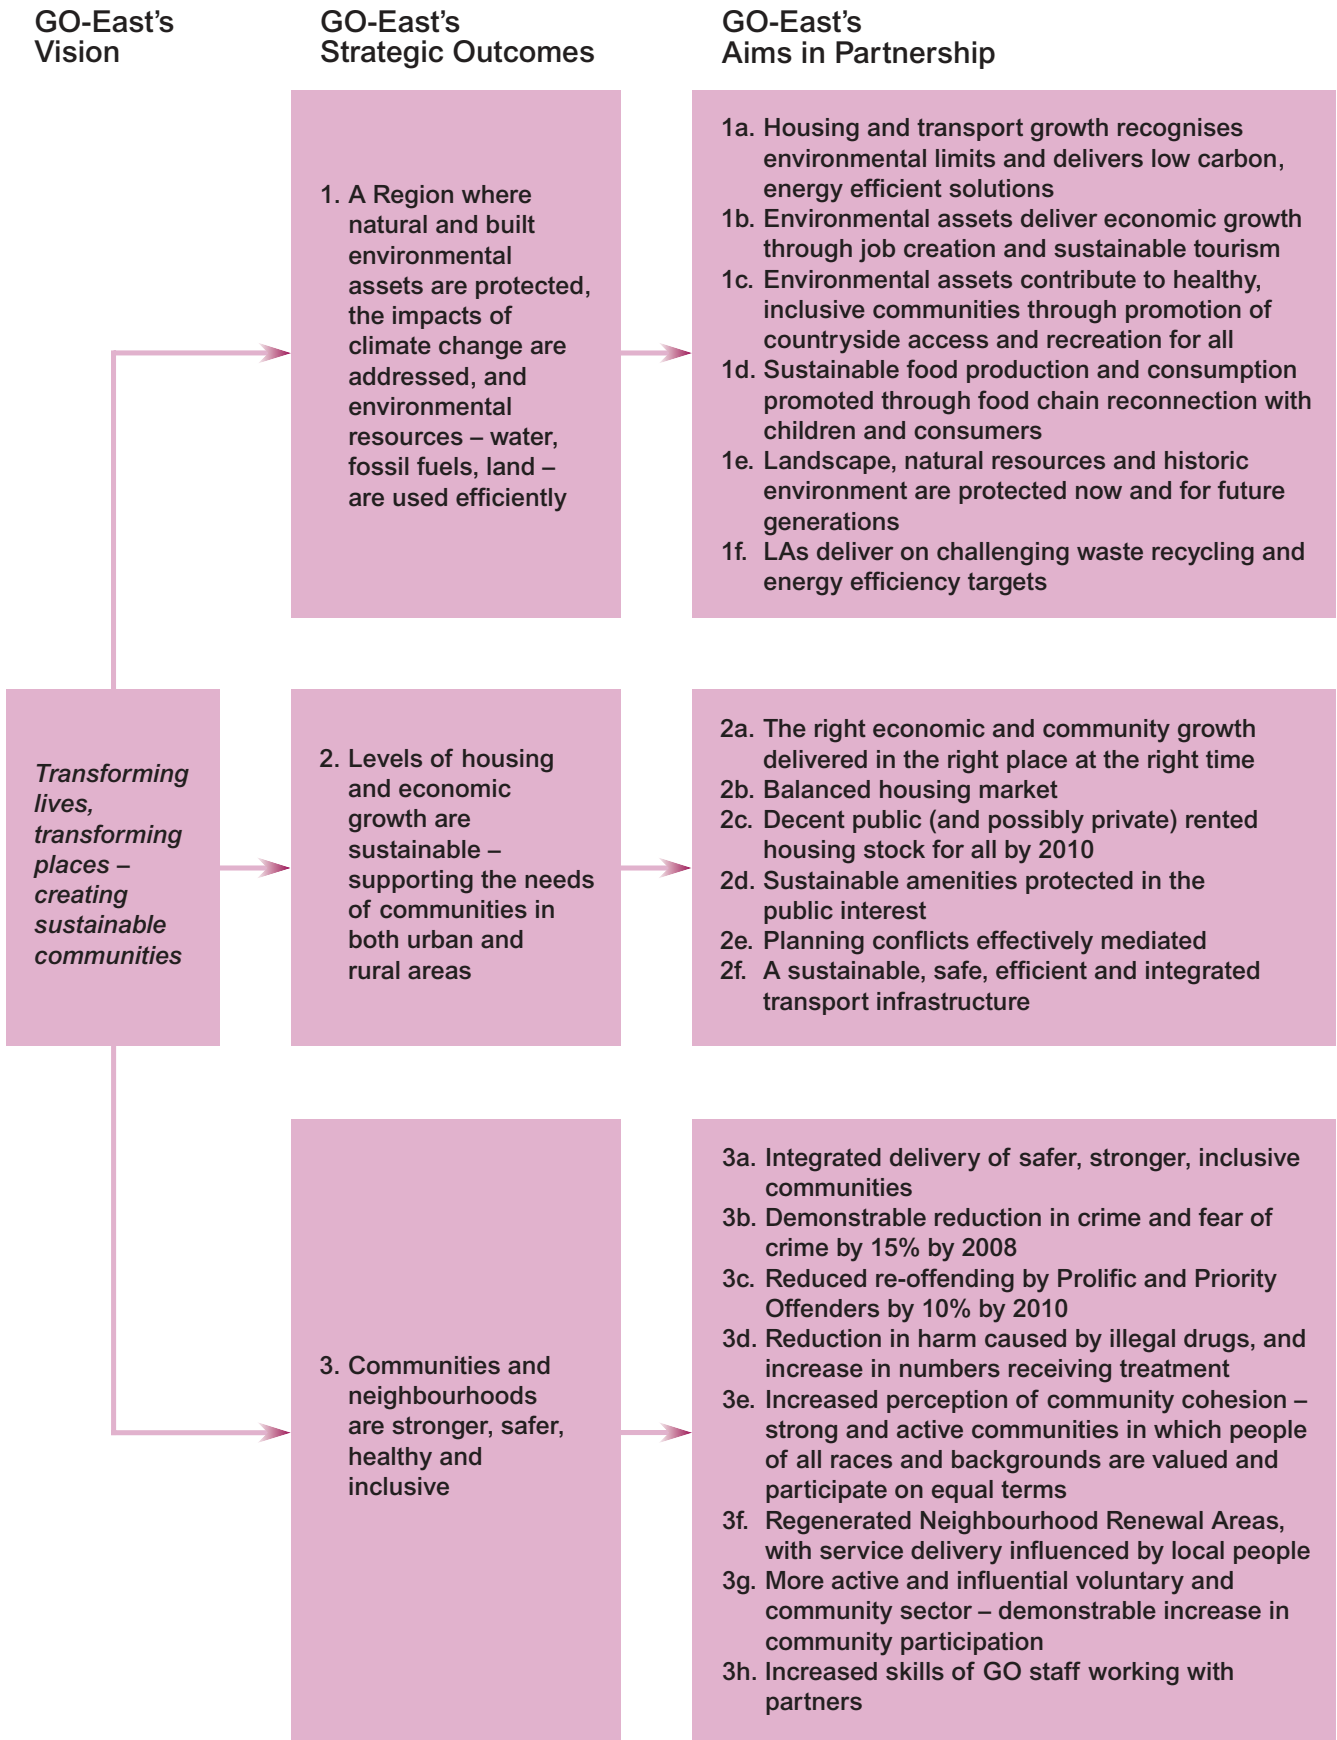 GO-East’s
Vision
GO-East’s
Strategic Outcomes
GO-East’s
Aims in Partnership
Transforming
lives,
transforming
places –
creating
sustainable
communities
1. A Region where
natural and built
environmental
assets are protected,
the impacts of
climate change are
addressed, and
environmental
resources – water,
fossil fuels, land –
are used efficiently
1a. Housing and transport growth recognises
environmental limits and delivers low carbon,
energy efficient solutions
1b. Environmental assets deliver economic growth
through job creation and sustainable tourism
1c. Environmental assets contribute to healthy,
inclusive communities through promotion of
countryside access and recreation for all
1d. Sustainable food production and consumption
promoted through food chain reconnection with
children and consumers
1e. Landscape, natural resources and historic
environment are protected now and for future
generations
1f. LAs deliver on challenging waste recycling and
energy efficiency targets
2. Levels of housing
and economic
growth are
sustainable –
supporting the needs
of communities in
both urban and
rural areas
2a. The right economic and community growth
delivered in the right place at the right time
2b. Balanced housing market
2c. Decent public (and possibly private) rented
housing stock for all by 2010
2d. Sustainable amenities protected in the
public interest
2e. Planning conflicts effectively mediated
2f. A sustainable, safe, efficient and integrated
transport infrastructure
3. Communities and
neighbourhoods
are stronger, safer,
healthy and
inclusive
3a. Integrated delivery of safer, stronger, inclusive
communities
3b. Demonstrable reduction in crime and fear of
crime by 15% by 2008
3c. Reduced re-offending by Prolific and Priority
Offenders by 10% by 2010
3d. Reduction in harm caused by illegal drugs, and
increase in numbers receiving treatment
3e. Increased perception of community cohesion –
strong and active communities in which people
of all races and backgrounds are valued and
participate on equal terms
3f. Regenerated Neighbourhood Renewal Areas,
with service delivery influenced by local people
3g. More active and influential voluntary and
community sector – demonstrable increase in
community participation
3h. Increased skills of GO staff working with
partners